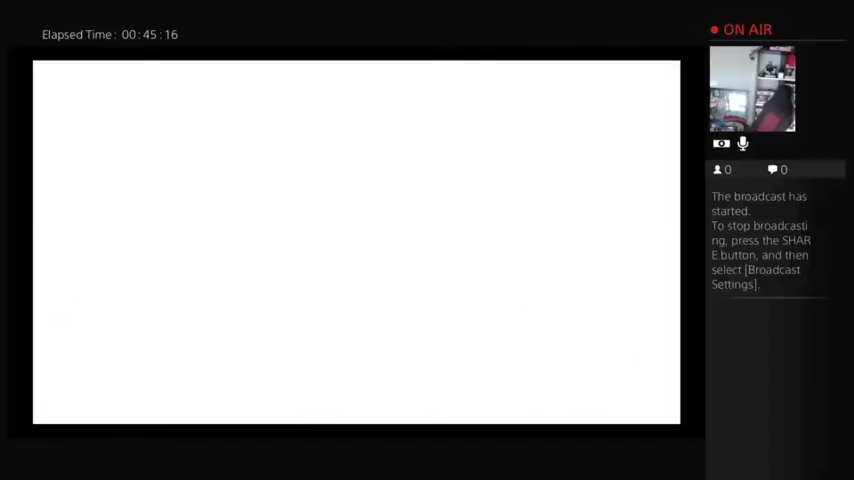 Elapsed Time: 00:45:16
ON AIR
0 0
The broadcast has
started.
To stop broadcasti
ng, press the SHAR
E button, and then
select [Broadcast
Settings].